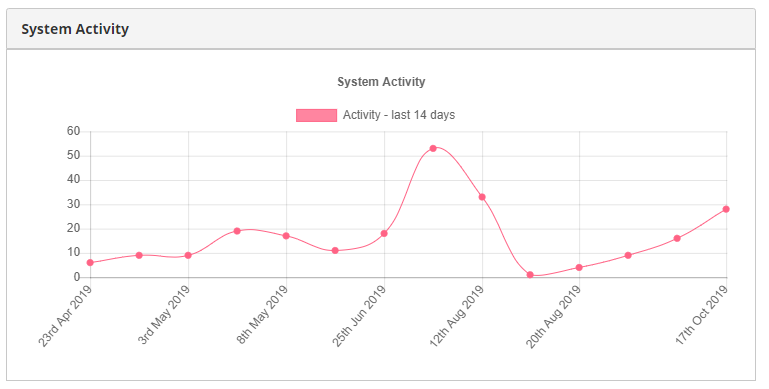 System Activity
System Activity
Activity - last 14 days
60
50
40
30
20
10
0
23rd Apr 2019
3rd May 2019
8th May 2019
25th Jun 2019
12th Aug 2019
20th Aug 2019
17th Oct 2019